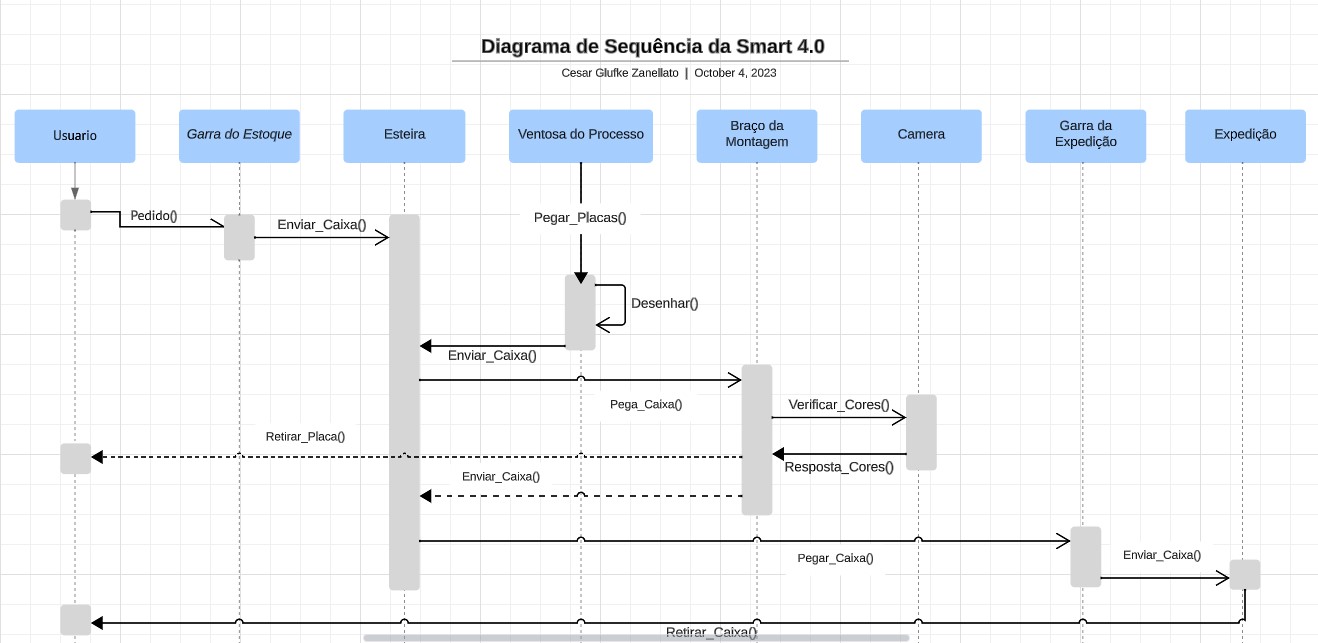 Diagrama de Sequência da Smart 4.0
Cesar Glufke Zanellato | October 4, 2023
Usuario
Garra do Estoque
Esteira
Ventosa do Processo
Braço da
Montagem
Camera
Garra da
Expedição
Expedição
Pedido()
Enviar_Caixa()
Pegar_Placas()
Desenhar()
Enviar_Caixa()
Pega_Caixa()
Verificar_Cores()
Retirar_Placa()
Resposta_Cores()
Enviar_Caixa()
Pegar_Caixa()
Enviar_Caixa()
Retirar_Caixa()